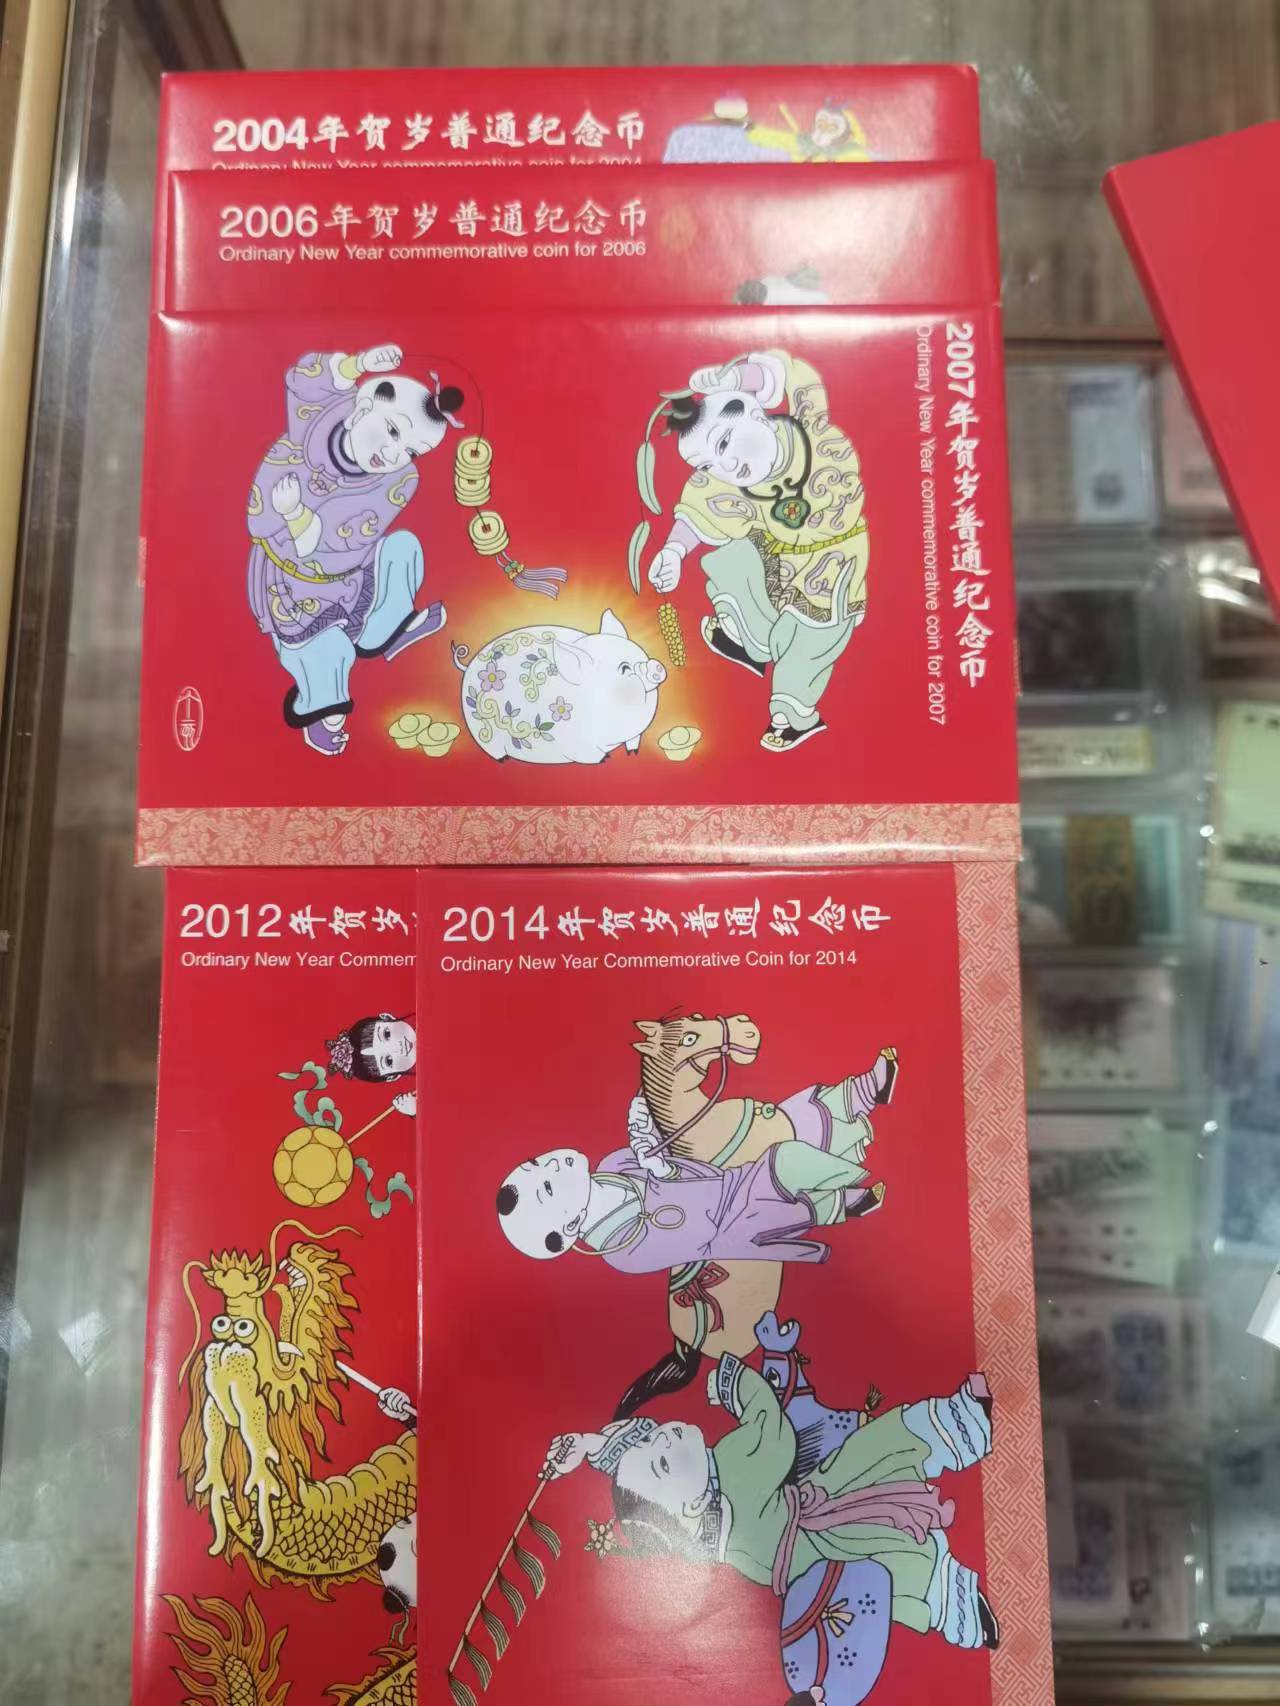 2004年贺岁普通纪念币
Ordinary New Year commemorative coin for 2004
2006年贺岁普通纪念币
Ordinary New Year commemorative coin for 2006
2007年贺岁普通纪念币
Ordinary New Year commemorative coin for 2007
2012年贺岁
Ordinary New Year Commem
2014年贺岁普通纪念币
Ordinary New Year Commemorative Coin for 2014